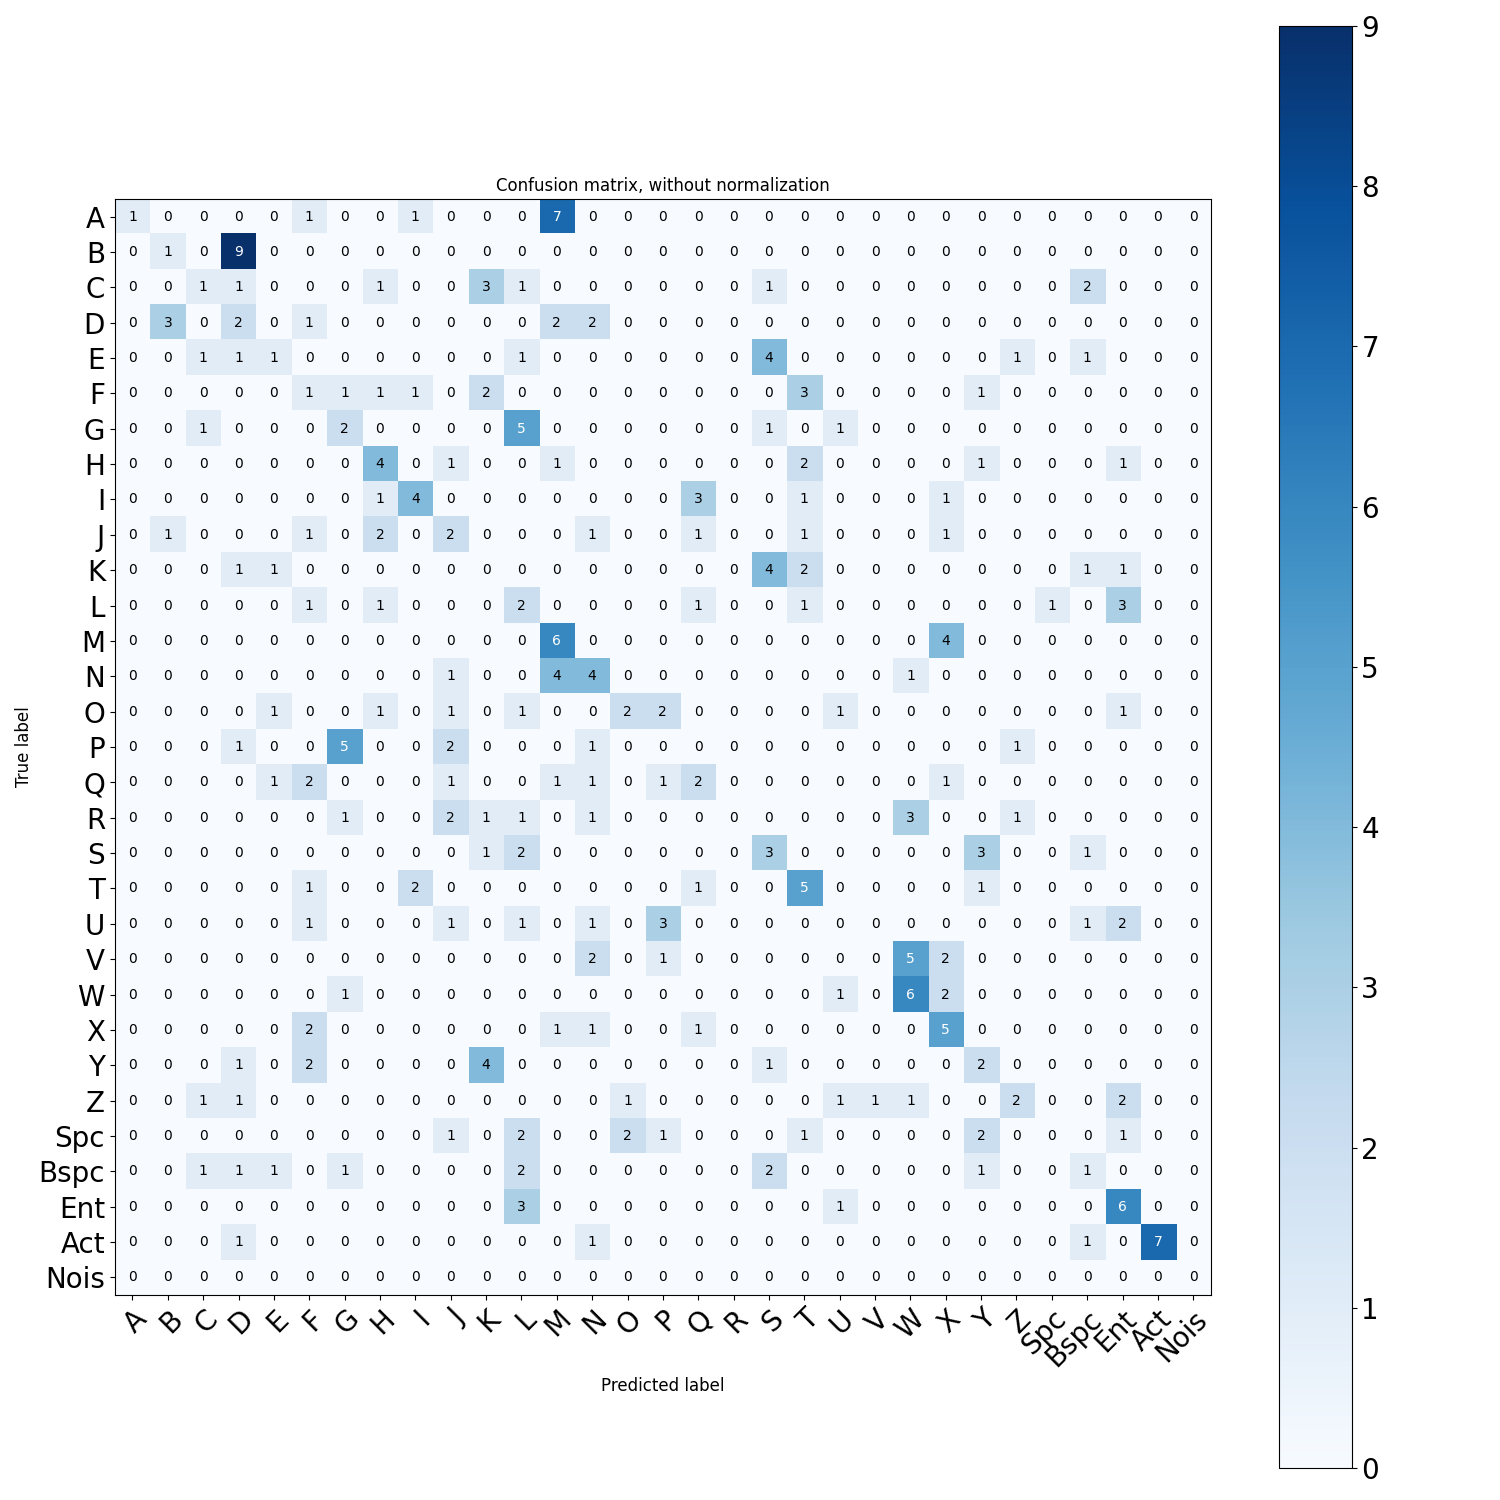 Confusion matrix, without normalization
A 1 0 0 0 0 1 0 0 1 0 0 0 7 0 0 0 0 0 0 0 0 0 0 0 0 0 0 0 0 0 0
B 0 1 0 9 0 0 0 0 0 0 0 0 0 0 0 0 0 0 0 0 0 0 0 0 0 0 0 0 0 0 0
C 0 0 1 1 0 0 0 1 0 0 3 1 0 0 0 0 0 0 1 0 0 0 0 0 0 0 0 2 0 0 0
D 0 3 0 2 0 1 0 0 0 0 0 0 2 2 0 0 0 0 0 0 0 0 0 0 0 0 0 0 0 0 0
E 0 0 1 1 1 0 0 0 0 0 0 1 0 0 0 0 0 0 4 0 0 0 0 0 0 1 0 1 0 0 0
F 0 0 0 0 0 1 1 1 1 0 2 0 0 0 0 0 0 0 0 3 0 0 0 0 1 0 0 0 0 0 0
G 0 0 1 0 0 0 2 0 0 0 0 5 0 0 0 0 0 0 1 0 1 0 0 0 0 0 0 0 0 0 0
H 0 0 0 0 0 0 0 4 0 1 0 0 1 0 0 0 0 0 0 2 0 0 0 0 1 0 0 0 1 0 0
I 0 0 0 0 0 0 0 1 4 0 0 0 0 0 0 0 3 0 0 1 0 0 0 1 0 0 0 0 0 0 0
J 0 1 0 0 0 1 0 2 0 2 0 0 0 1 0 0 1 0 0 1 0 0 0 1 0 0 0 0 0 0 0
K 0 0 0 1 1 0 0 0 0 0 0 0 0 0 0 0 0 0 4 2 0 0 0 0 0 0 0 1 1 0 0
L 0 0 0 0 0 1 0 1 0 0 0 2 0 0 0 0 1 0 0 1 0 0 0 0 0 0 1 0 3 0 0
M 0 0 0 0 0 0 0 0 0 0 0 0 6 0 0 0 0 0 0 0 0 0 0 4 0 0 0 0 0 0 0
N 0 0 0 0 0 0 0 0 0 1 0 0 4 4 0 0 0 0 0 0 0 0 1 0 0 0 0 0 0 0 0
O 0 0 0 0 1 0 0 1 0 1 0 1 0 0 2 2 0 0 0 0 1 0 0 0 0 0 0 0 1 0 0
P 0 0 0 1 0 0 5 0 0 2 0 0 0 1 0 0 0 0 0 0 0 0 0 0 0 1 0 0 0 0 0
Q 0 0 0 0 1 2 0 0 0 1 0 0 1 1 0 1 2 0 0 0 0 0 0 1 0 0 0 0 0 0 0
R 0 0 0 0 0 0 1 0 0 2 1 1 0 1 0 0 0 0 0 0 0 0 3 0 0 1 0 0 0 0 0
S 0 0 0 0 0 0 0 0 0 0 1 2 0 0 0 0 0 0 3 0 0 0 0 0 3 0 0 1 0 0 0
T 0 0 0 0 0 1 0 0 2 0 0 0 0 0 0 0 1 0 0 5 0 0 0 0 1 0 0 0 0 0 0
U 0 0 0 0 0 1 0 0 0 1 0 1 0 1 0 3 0 0 0 0 0 0 0 0 0 0 0 1 2 0 0
V 0 0 0 0 0 0 0 0 0 0 0 0 0 2 0 1 0 0 0 0 0 0 5 2 0 0 0 0 0 0 0
W 0 0 0 0 0 0 1 0 0 0 0 0 0 0 0 0 0 0 0 0 1 0 6 2 0 0 0 0 0 0 0
X 0 0 0 0 0 2 0 0 0 0 0 0 1 1 0 0 1 0 0 0 0 0 0 5 0 0 0 0 0 0 0
Y 0 0 0 1 0 2 0 0 0 0 4 0 0 0 0 0 0 0 1 0 0 0 0 0 2 0 0 0 0 0 0
Z 0 0 1 1 0 0 0 0 0 0 0 0 0 0 1 0 0 0 0 0 1 1 1 0 0 2 0 0 2 0 0
Spc 0 0 0 0 0 0 0 0 0 1 0 2 0 0 2 1 0 0 0 1 0 0 0 0 2 0 0 0 1 0 0
Bspc 0 0 1 1 1 0 1 0 0 0 0 2 0 0 0 0 0 0 2 0 0 0 0 0 1 0 0 1 0 0 0
Ent 0 0 0 0 0 0 0 0 0 0 0 3 0 0 0 0 0 0 0 0 1 0 0 0 0 0 0 0 6 0 0
Act 0 0 0 1 0 0 0 0 0 0 0 0 0 1 0 0 0 0 0 0 0 0 0 0 0 0 0 1 0 7 0
Nois 0 0 0 0 0 0 0 0 0 0 0 0 0 0 0 0 0 0 0 0 0 0 0 0 0 0 0 0 0 0 0
A B C D E F G H I J K L M N O P Q R S T U V W X Y Z Spc Bspc Ent Act Nois
Predicted label
True label
9
8
7
6
5
4
3
2
1
0